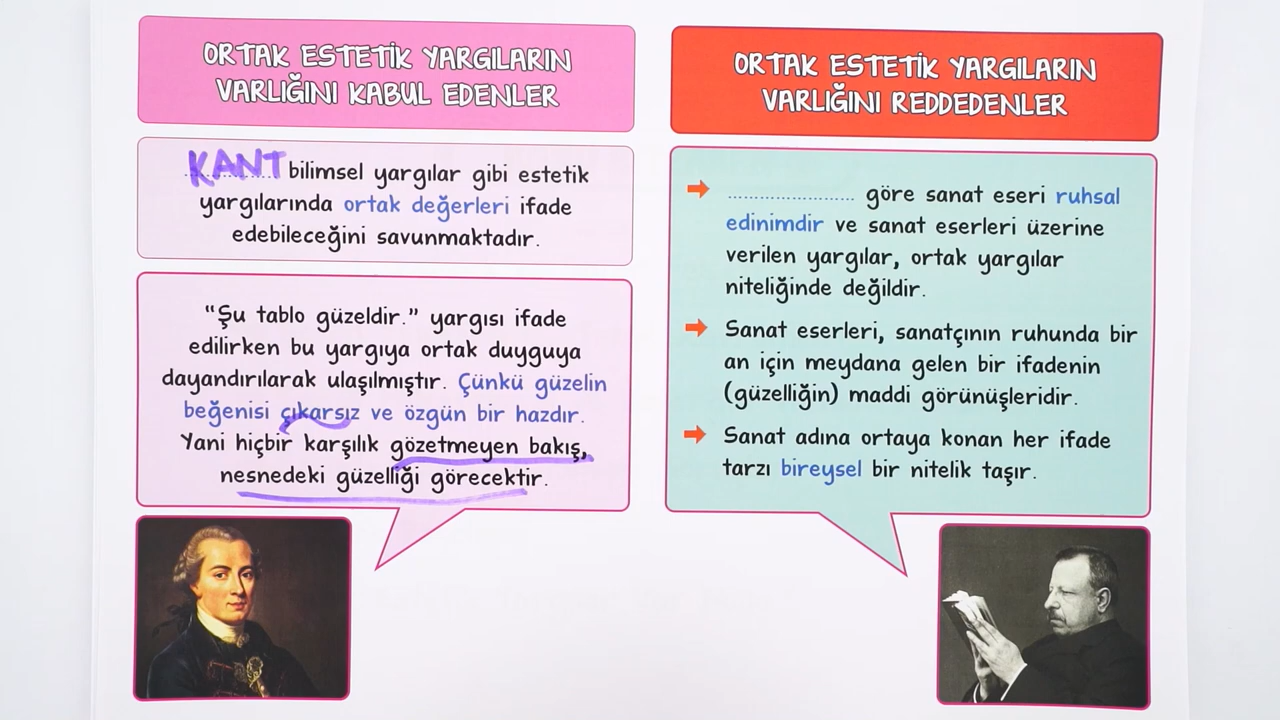 ORTAK ESTETİK YARGILARIN
VARLIĞINI KABUL EDENLER
KANT bilimsel yargılar gibi estetik
yargılarında ortak değerleri ifade
edebileceğini savunmaktadır.
“Şu tablo güzeldir.” yargısı ifade
edilirken bu yargıya ortak duyguya
dayandırılarak ulaşılmıştır. Çünkü güzelin
beğenisi çıkarsız ve özgün bir hazdır.
Yani hiçbir karşılık gözetmeyen bakış,
nesnedeki güzelliği görecektir.
ORTAK ESTETİK YARGILARIN
VARLIĞINI REDDEDENLER
.............................. göre sanat eseri ruhsal
edinimdir ve sanat eserleri üzerine
verilen yargılar, ortak yargılar
niteliğinde değildir.
Sanat eserleri, sanatçının ruhunda bir
an için meydana gelen bir ifadenin
(güzelliğin) maddi görünüşleridir.
Sanat adına ortaya konan her ifade
tarzı bireysel bir nitelik taşır.